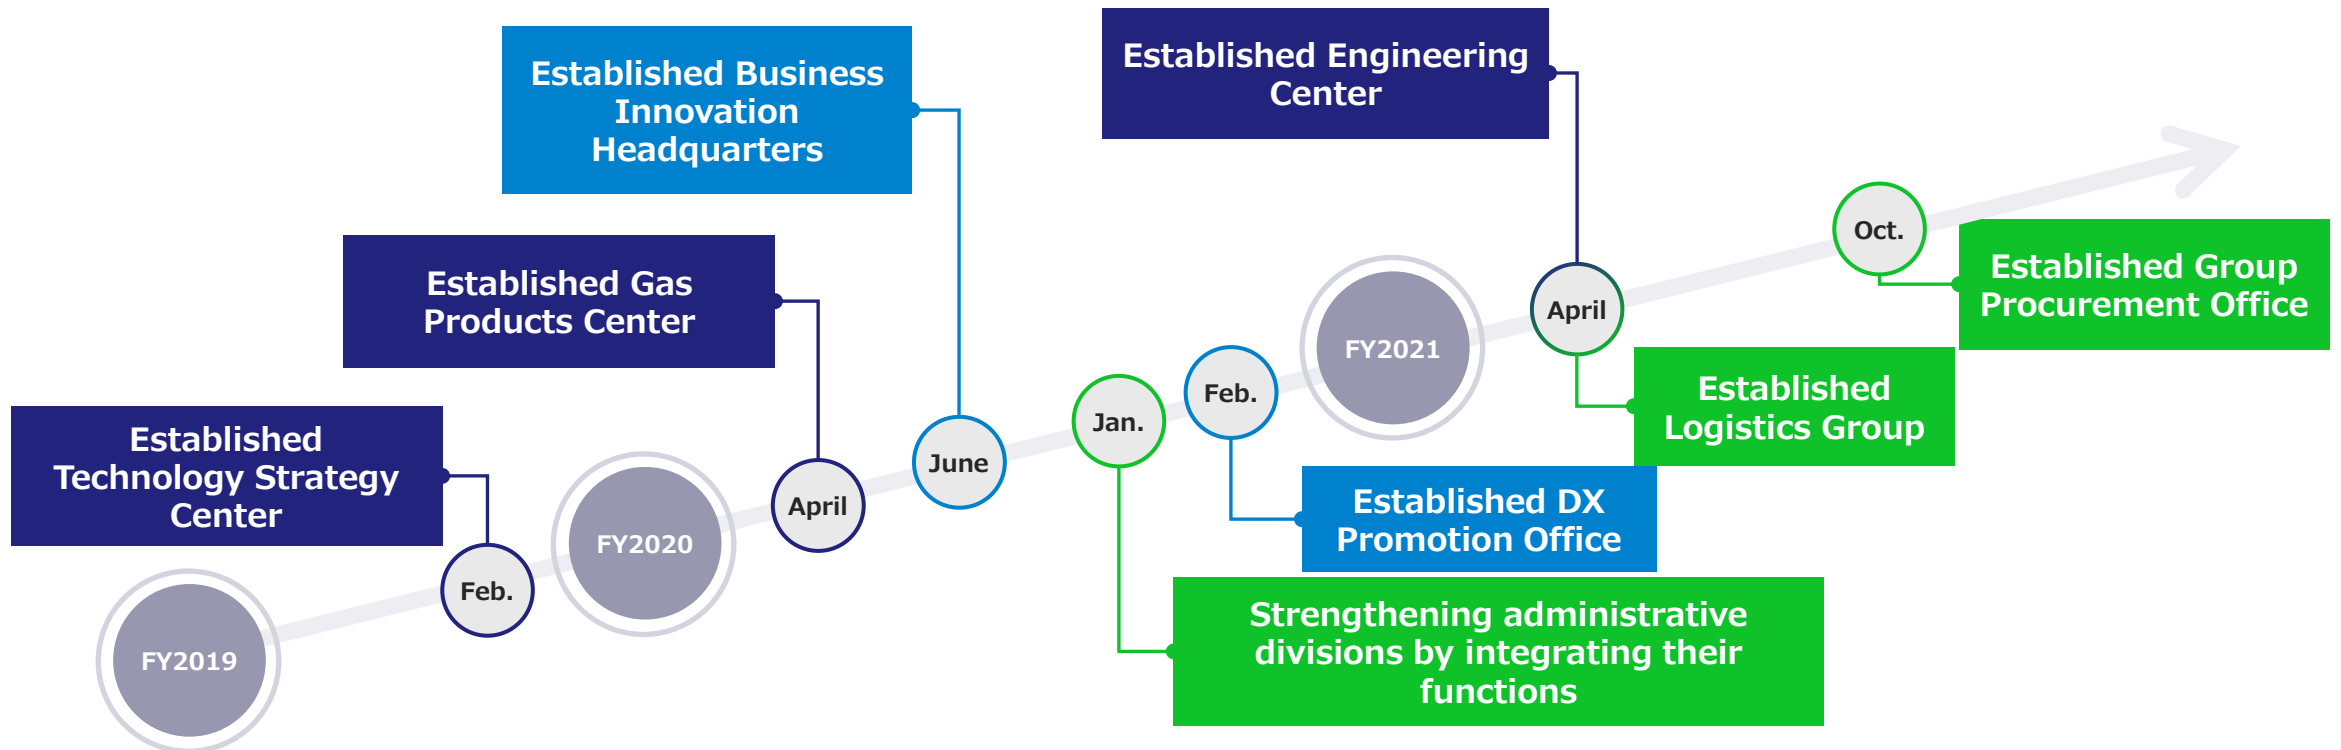 Established
Technology Strategy
Center
FY2019
Feb.
FY2020
Established Gas
Products Center
April
Established Business
Innovation
Headquarters
June
Jan.
Strengthening administrative
divisions by integrating their
functions
Feb.
Established DX
Promotion Office
FY2021
Established Engineering
Center
April
Established
Logistics Group
Oct.
Established Group
Procurement Office